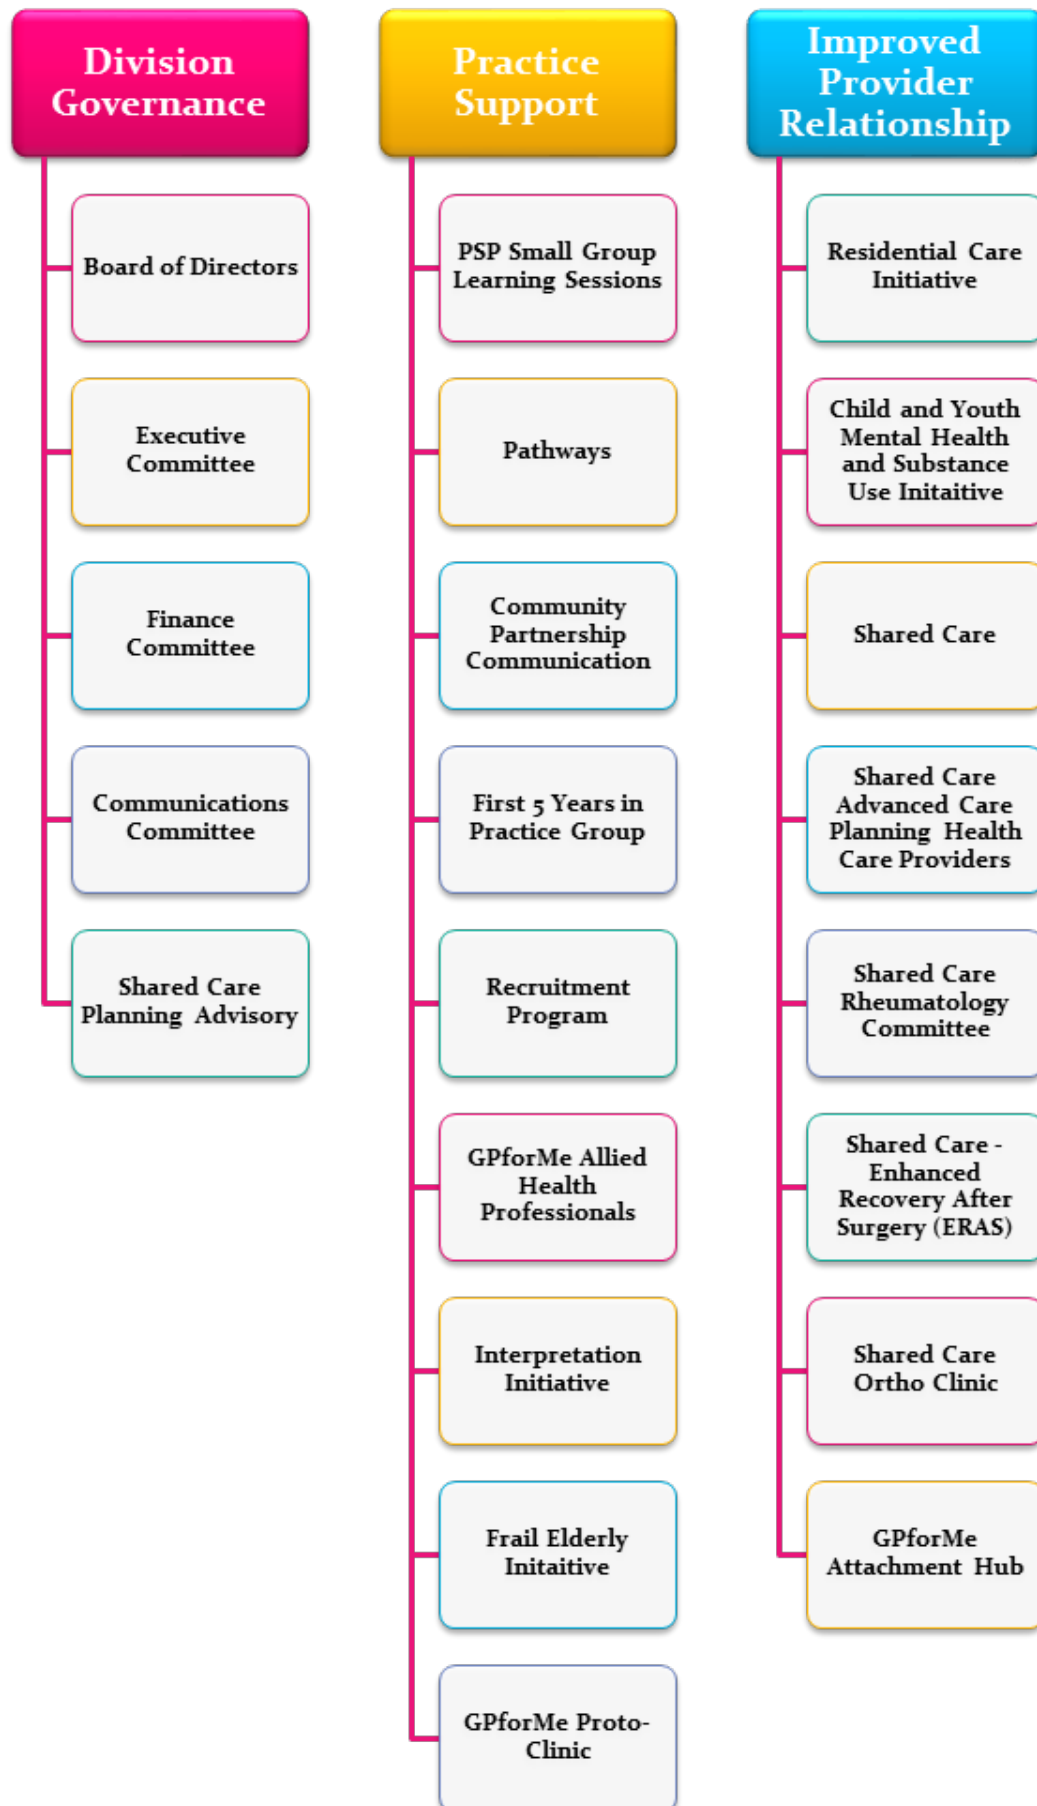 Division
Governance
Board of Directors
Executive
Committee
Finance
Committee
Communications
Committee
Shared Care
Planning Advisory
Practice
Support
PSP Small Group
Learning Sessions
Pathways
Community
Partnership
Communication
First 5 Years in
Practice Group
Recruitment
Program
GPforMe Allied
Health
Professionals
Interpretation
Initiative
Frail Elderly
Initaitive
GPforMe Proto-
Clinic
Improved
Provider
Relationship
Residential Care
Initiative
Child and Youth
Mental Health
and Substance
Use Initaitive
Shared Care
Shared Care
Advanced Care
Planning Health
Care Providers
Shared Care
Rheumatology
Committee
Shared Care -
Enhanced
Recovery After
Surgery (ERAS)
Shared Care
Ortho Clinic
GPforMe
Attachment Hub